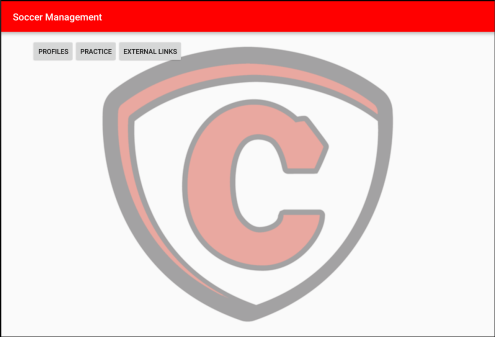 Soccer Management
PROFILES PRACTICE EXTERNAL LINKS
C